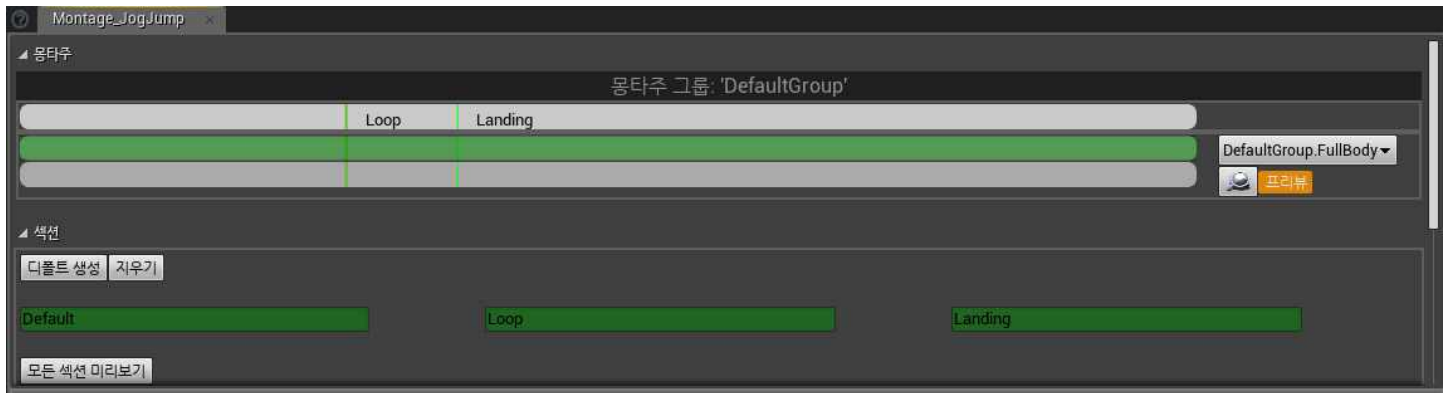 Montage_JogJump
몽타주
몽타주 그룹: 'DefaultGroup'
Loop Landing
DefaultGroup.FullBody
프리뷰
섹션
디폴트 생성 지우기
Default Loop Landing
모든 섹션 미리보기